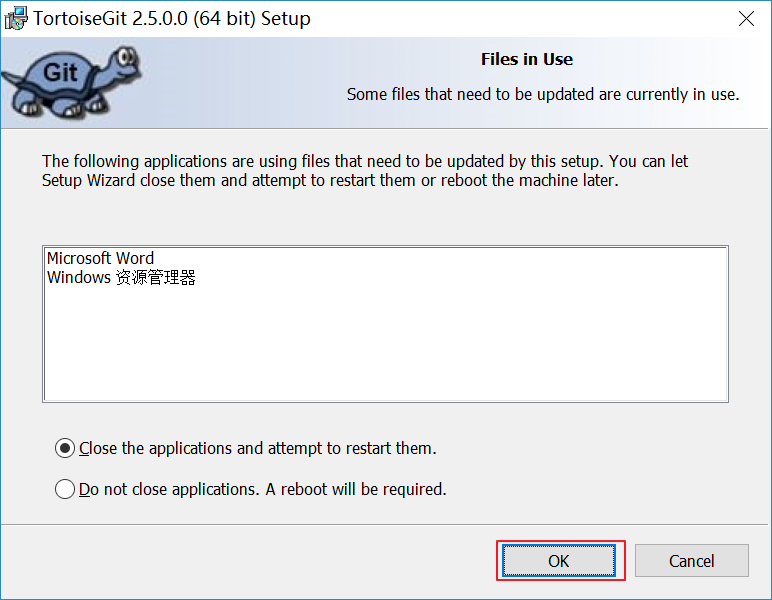 TortoiseGit 2.5.0.0 (64 bit) Setup
Git
Files in Use
Some files that need to be updated are currently in use.
The following applications are using files that need to be updated by this setup. You can let
Setup Wizard close them and attempt to restart them or reboot the machine later.
Microsoft Word
Windows 资源管理器
Close the applications and attempt to restart them.
Do not close applications. A reboot will be required.
OK
Cancel